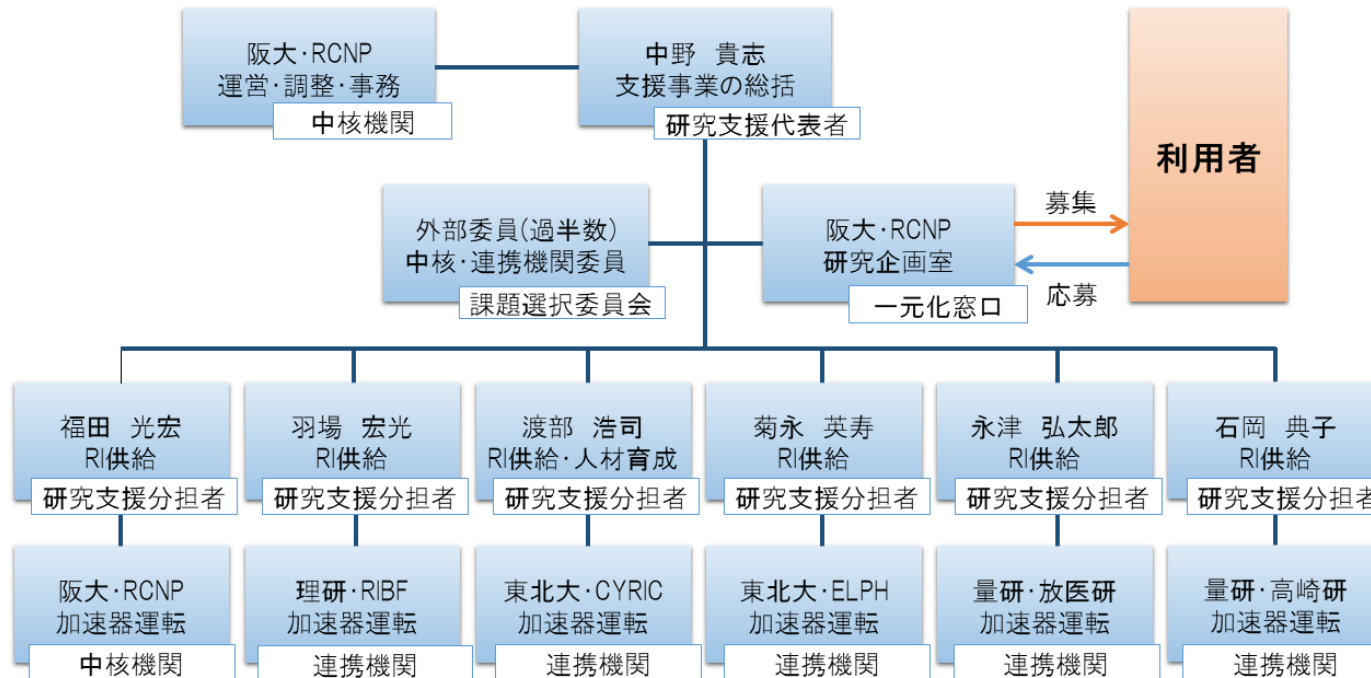 阪大・RCNP
運営・調整・事務
中核機関
中野 貴志
支援事業の総括
研究支援代表者
利用者
外部委員(過半数)
中核・連携機関委員
課題選択委員会
阪大・RCNP
研究企画室
一元化窓口
募集
応募
福田 光宏
RI供給
研究支援分担者
羽場 宏光
RI供給
研究支援分担者
渡部 浩司
RI供給・人材育成
研究支援分担者
菊永 英寿
RI供給
研究支援分担者
永津 弘太郎
RI供給
研究支援分担者
石岡 典子
RI供給
研究支援分担者
阪大・RCNP
加速器運転
中核機関
理研・RIBF
加速器運転
連携機関
東北大・CYRIC
加速器運転
連携機関
東北大・ELPH
加速器運転
連携機関
量研・放医研
加速器運転
連携機関
量研・高崎研
加速器運転
連携機関